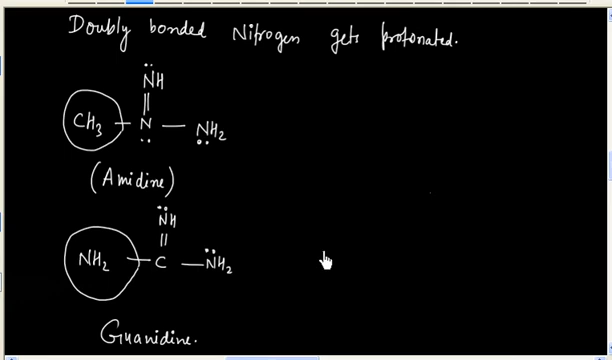 Doubly bonded Nitrogen gets protonated.
NH
||
CH3 — N — NH2
(Amidine)
NH
||
NH2 — C — NH2
Guanidine.